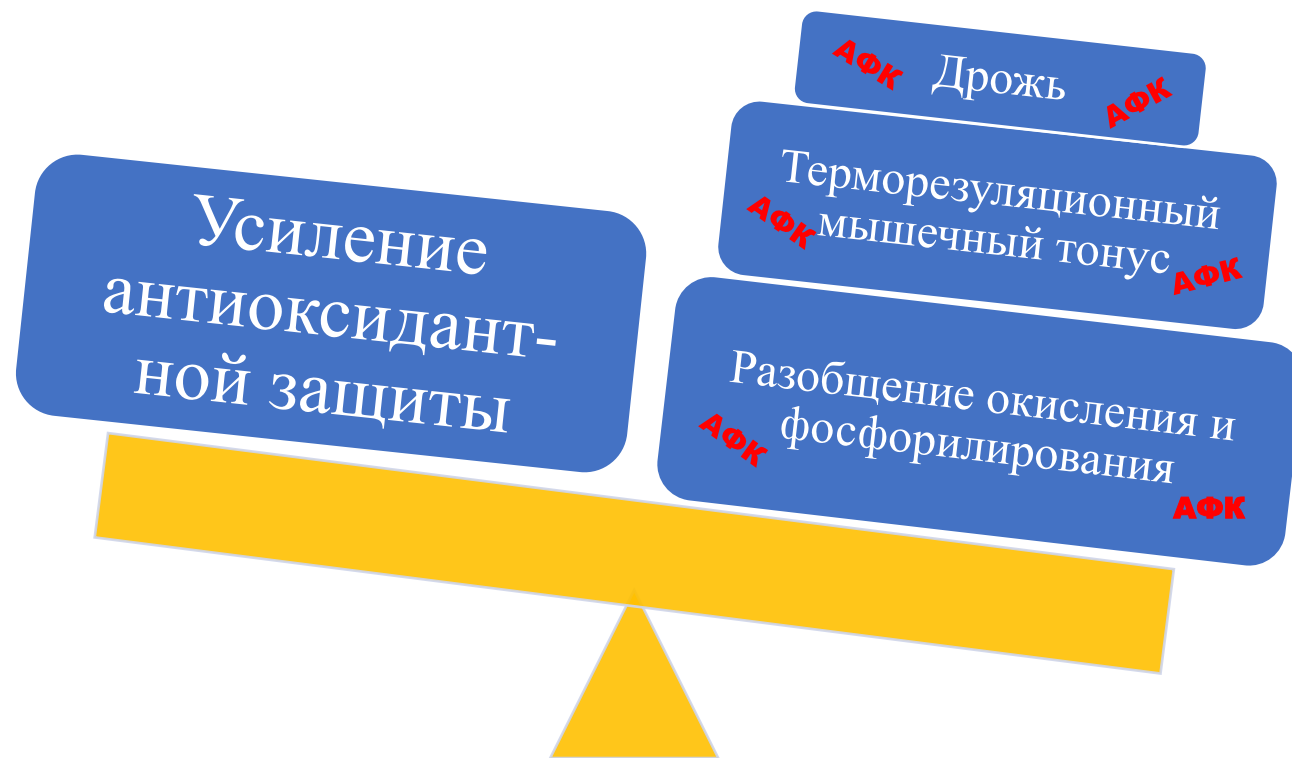 Усиление
антиоксидант-
ной защиты
АФК
Дрожь
АФК
Терморезуляционный
АФК
мышечный тонус
АФК
Разобщение окисления и
АФК
фосфорилирования
АФК